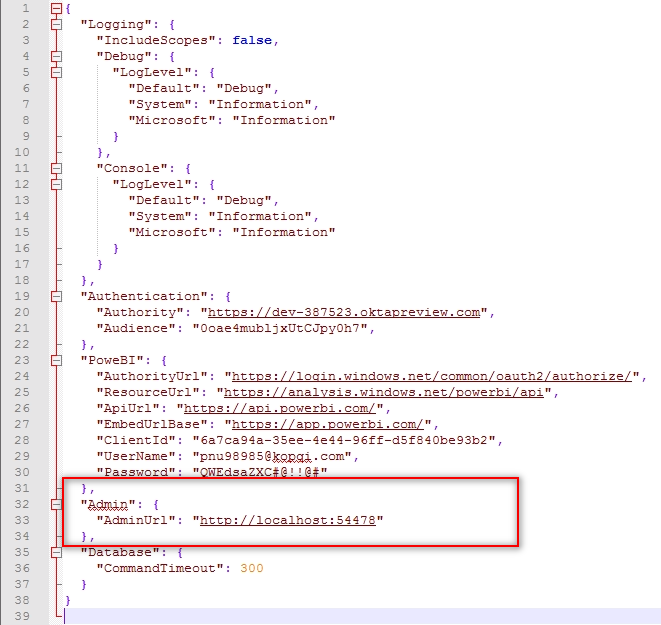 1 {
2 "Logging": {
3 "IncludeScopes": false,
4 "Debug": {
5 "LogLevel": {
6 "Default": "Debug",
7 "System": "Information",
8 "Microsoft": "Information"
9 }
10 },
11 "Console": {
12 "LogLevel": {
13 "Default": "Debug",
14 "System": "Information",
15 "Microsoft": "Information"
16 }
17 }
18 },
19 "Authentication": {
20 "Authority": "https://dev-387523.oktapreview.com",
21 "Audience": "0oae4mubljxUtCJpy0h7",
22 },
23 "PoweBI": {
24 "AuthorityUrl": "https://login.windows.net/common/oauth2/authorize/",
25 "ResourceUrl": "https://analysis.windows.net/powerbi/api",
26 "ApiUrl": "https://api.powerbi.com/",
27 "EmbedUrlBase": "https://app.powerbi.com/",
28 "ClientId": "6a7ca94a-35ee-4e44-96ff-d5f840be93b2",
29 "UserName": "pnu98985@kopqi.com",
30 "Password": "QWEdsaZXC#@!!@#"
31 },
32 "Admin": {
33 "AdminUrl": "http://localhost:54478"
34 },
35 "Database": {
36 "CommandTimeout": 300
37 }
38 }
39